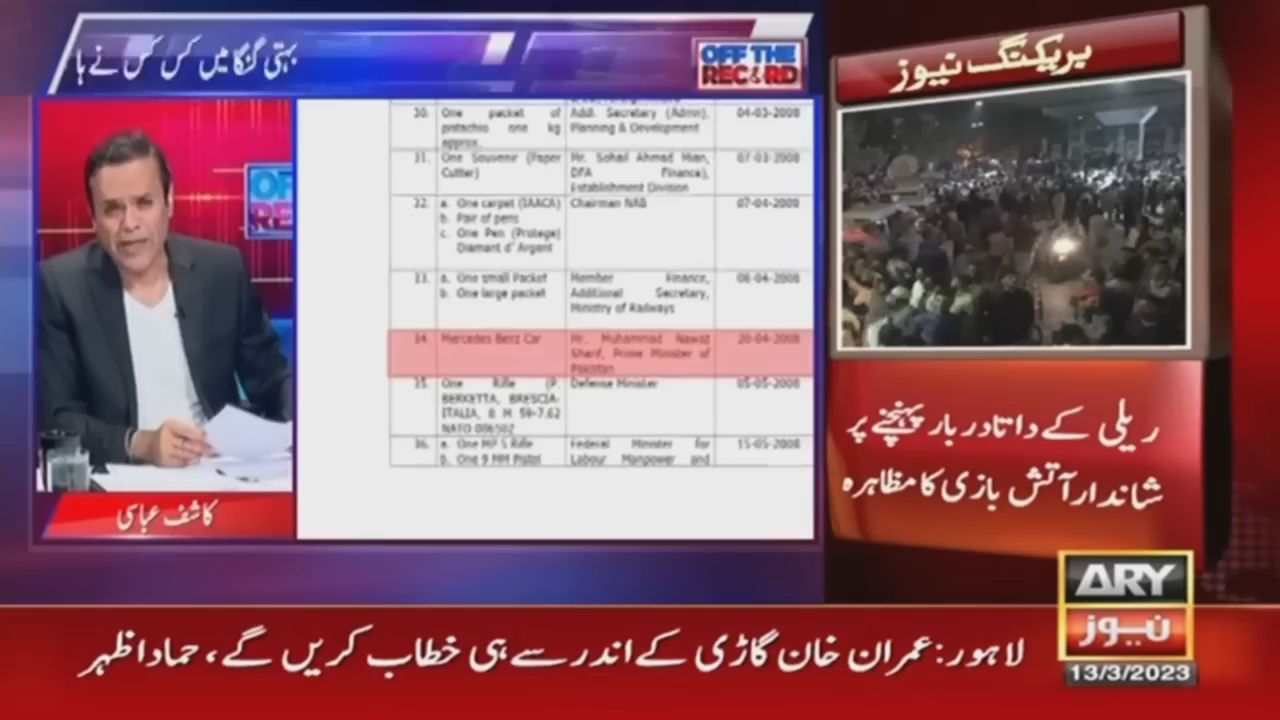 بہتی گنگا میں کس کس نے ہا
OFF THE
RECORD
30. One packet of pistachio one kg approx. Addl. Secretary (Admn), Planning & Development 04-03-2008
31. One Souvenir (Paper Cutter) Mr. Sohail Ahmad Mian, DFA Finance), Establishment Division 07-03-2008
32. a. One carpet (SAACA) Chairman NAB 07-04-2008
b. Pair of pens
c. One Pen (Protege) Diamant d' Argent
33. a. One small Packet Member Finance, Additional Secretary, Ministry of Railways 08-04-2008
b. One large packet
34. Mercedes Benz Car Mr. Muhammad Nawaz Sharif, Prime Minister of Pakistan 20-04-2008
35. One Rifle (P. BERKETTA, BRESCIA-ITALIA, 8 M 59-7.62 NATO 006502 Defense Minister 05-05-2008
36. a. One MP 5 Rifle Federal Minister for Labour Manpower and 15-05-2008
b. One 9 MM Pistol
کاشف عباسی
بریکنگ نیوز
ریلی کے داتا دربار پہنچنے پر
شاندار آتش بازی کا مظاہرہ
لاہور: عمران خان گاڑی کے اندر سے ہی خطاب کریں گے، حماد اظہر
ARY
نیوز
13/3/2023